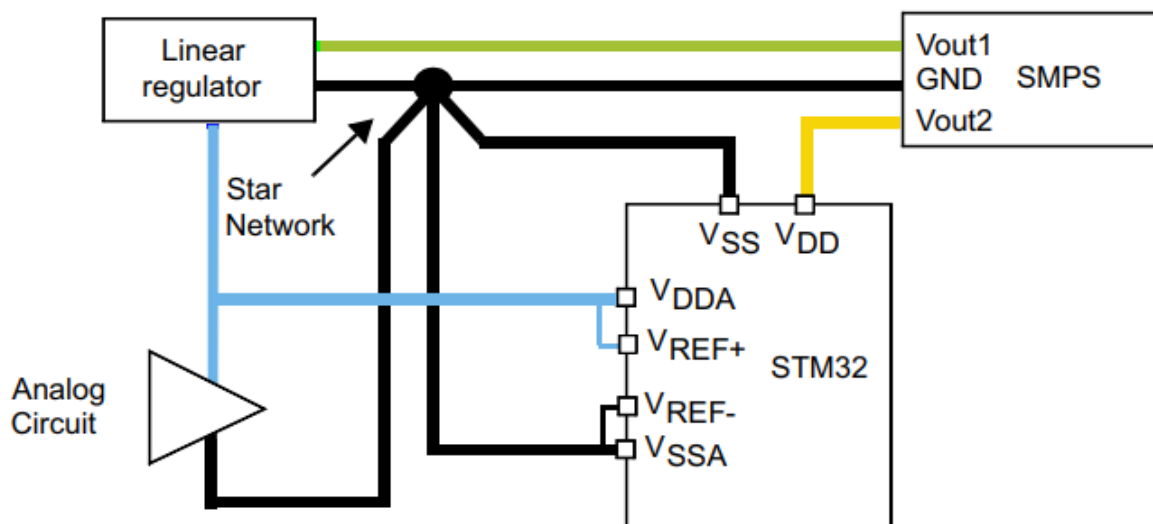 Linear
regulator
Vout1
GND
SMPS
Vout2
Star
Network
VSS
VDD
VDDA
VREF+
STM32
Analog
Circuit
VREF-
VSSA